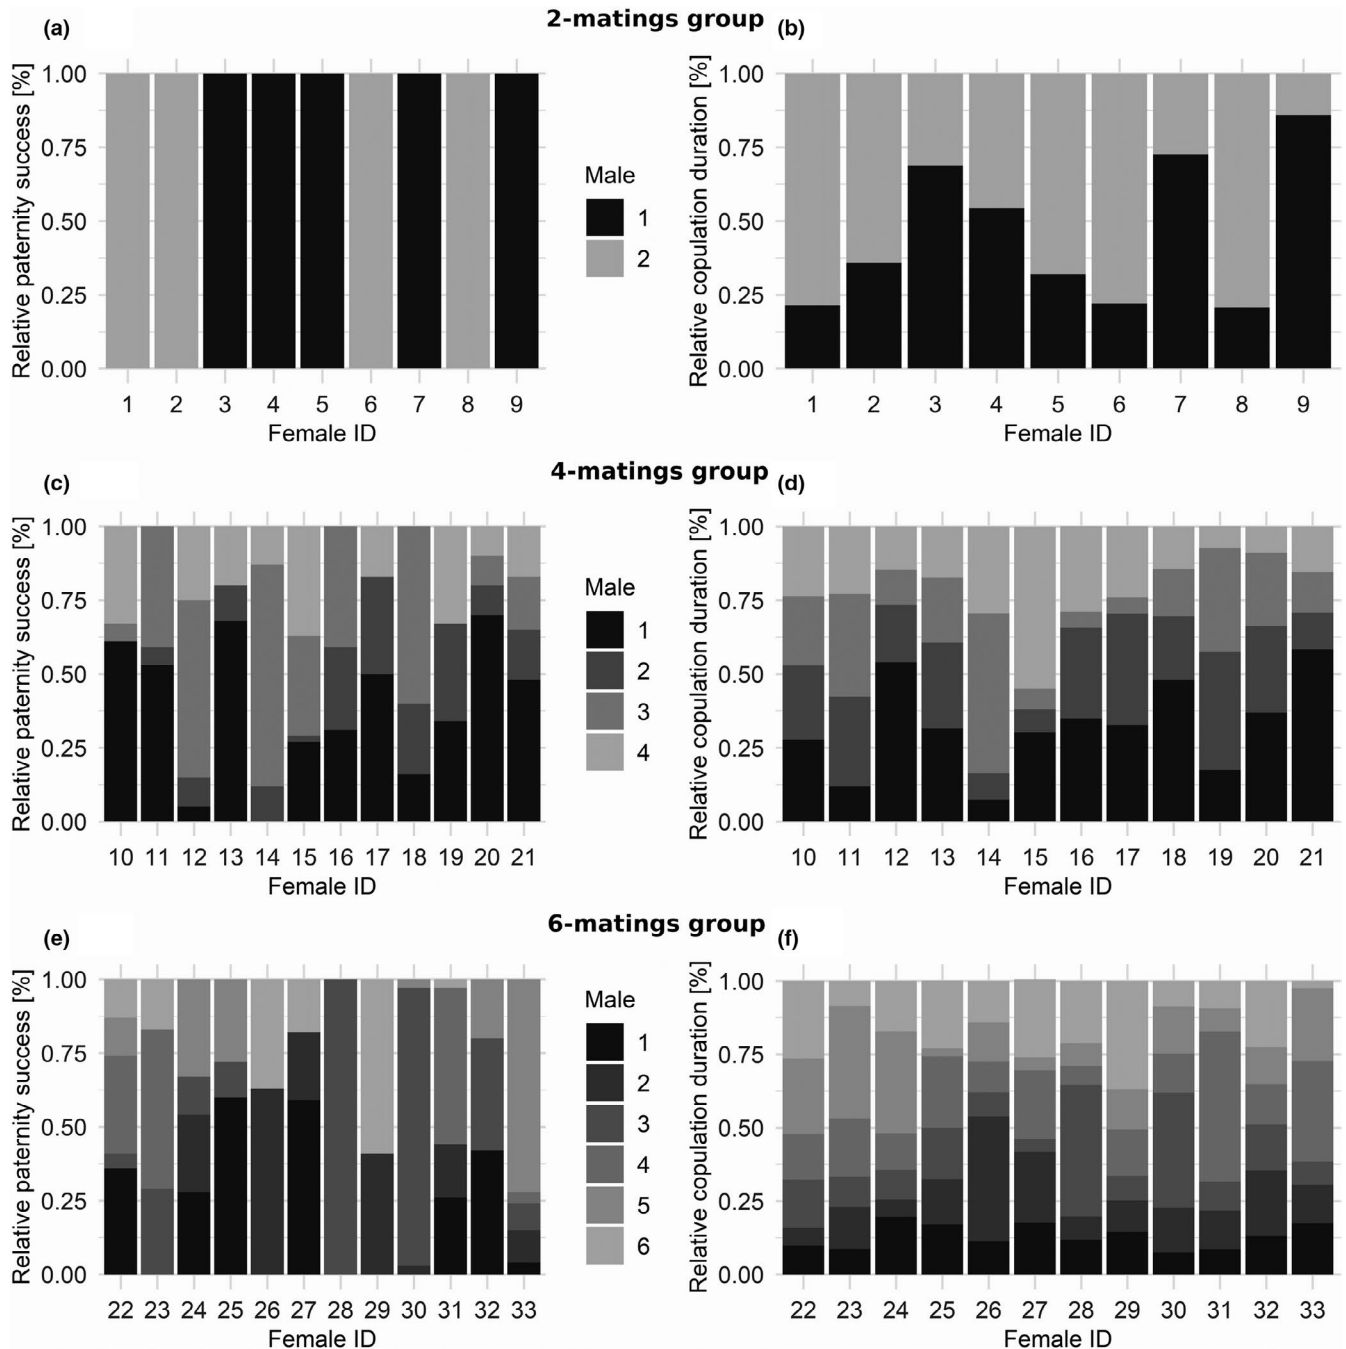 2-matings group
(a)
Relative paternity success [%]
1.00
0.75
0.50
0.25
0.00
1 2 3 4 5 6 7 8 9
Female ID
Male
1
2
(b)
Relative copulation duration [%]
1.00
0.75
0.50
0.25
0.00
1 2 3 4 5 6 7 8 9
Female ID
4-matings group
(c)
Relative paternity success [%]
1.00
0.75
0.50
0.25
0.00
10 11 12 13 14 15 16 17 18 19 20 21
Female ID
Male
1
2
3
4
(d)
Relative copulation duration [%]
1.00
0.75
0.50
0.25
0.00
10 11 12 13 14 15 16 17 18 19 20 21
Female ID
6-matings group
(e)
Relative paternity success [%]
1.00
0.75
0.50
0.25
0.00
22 23 24 25 26 27 28 29 30 31 32 33
Female ID
Male
1
2
3
4
5
6
(f)
Relative copulation duration [%]
1.00
0.75
0.50
0.25
0.00
22 23 24 25 26 27 28 29 30 31 32 33
Female ID